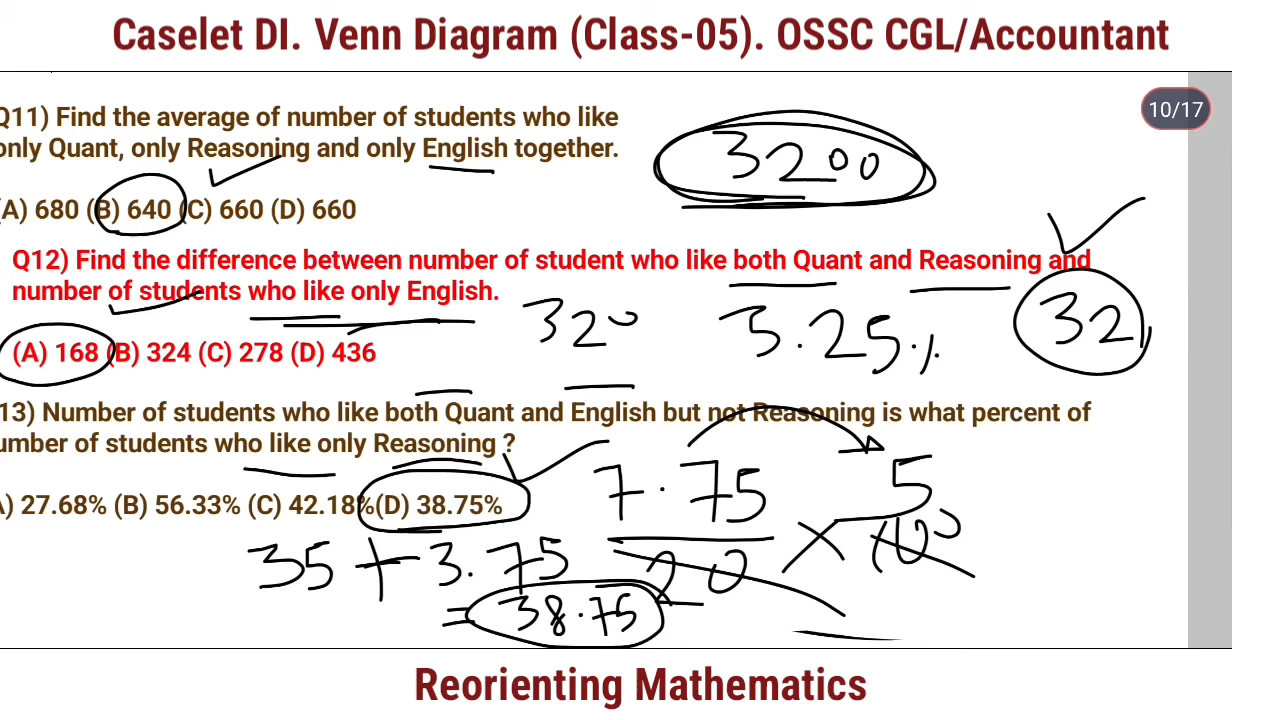 Caselet DI. Venn Diagram (Class-05). OSSC CGL/Accountant
10/17
Q11) Find the average of number of students who like
only Quant, only Reasoning and only English together.
3200
(A) 680 (B) 640 (C) 660 (D) 660
Q12) Find the difference between number of student who like both Quant and Reasoning and
number of students who like only English.
320 3.25% 32
(A) 168 (B) 324 (C) 278 (D) 436
13) Number of students who like both Quant and English but not Reasoning is what percent of
umber of students who like only Reasoning ?
7.75 5
A) 27.68% (B) 56.33% (C) 42.18%(D) 38.75%
35 + 3.75 20 × 100
= 38.75
Reorienting Mathematics